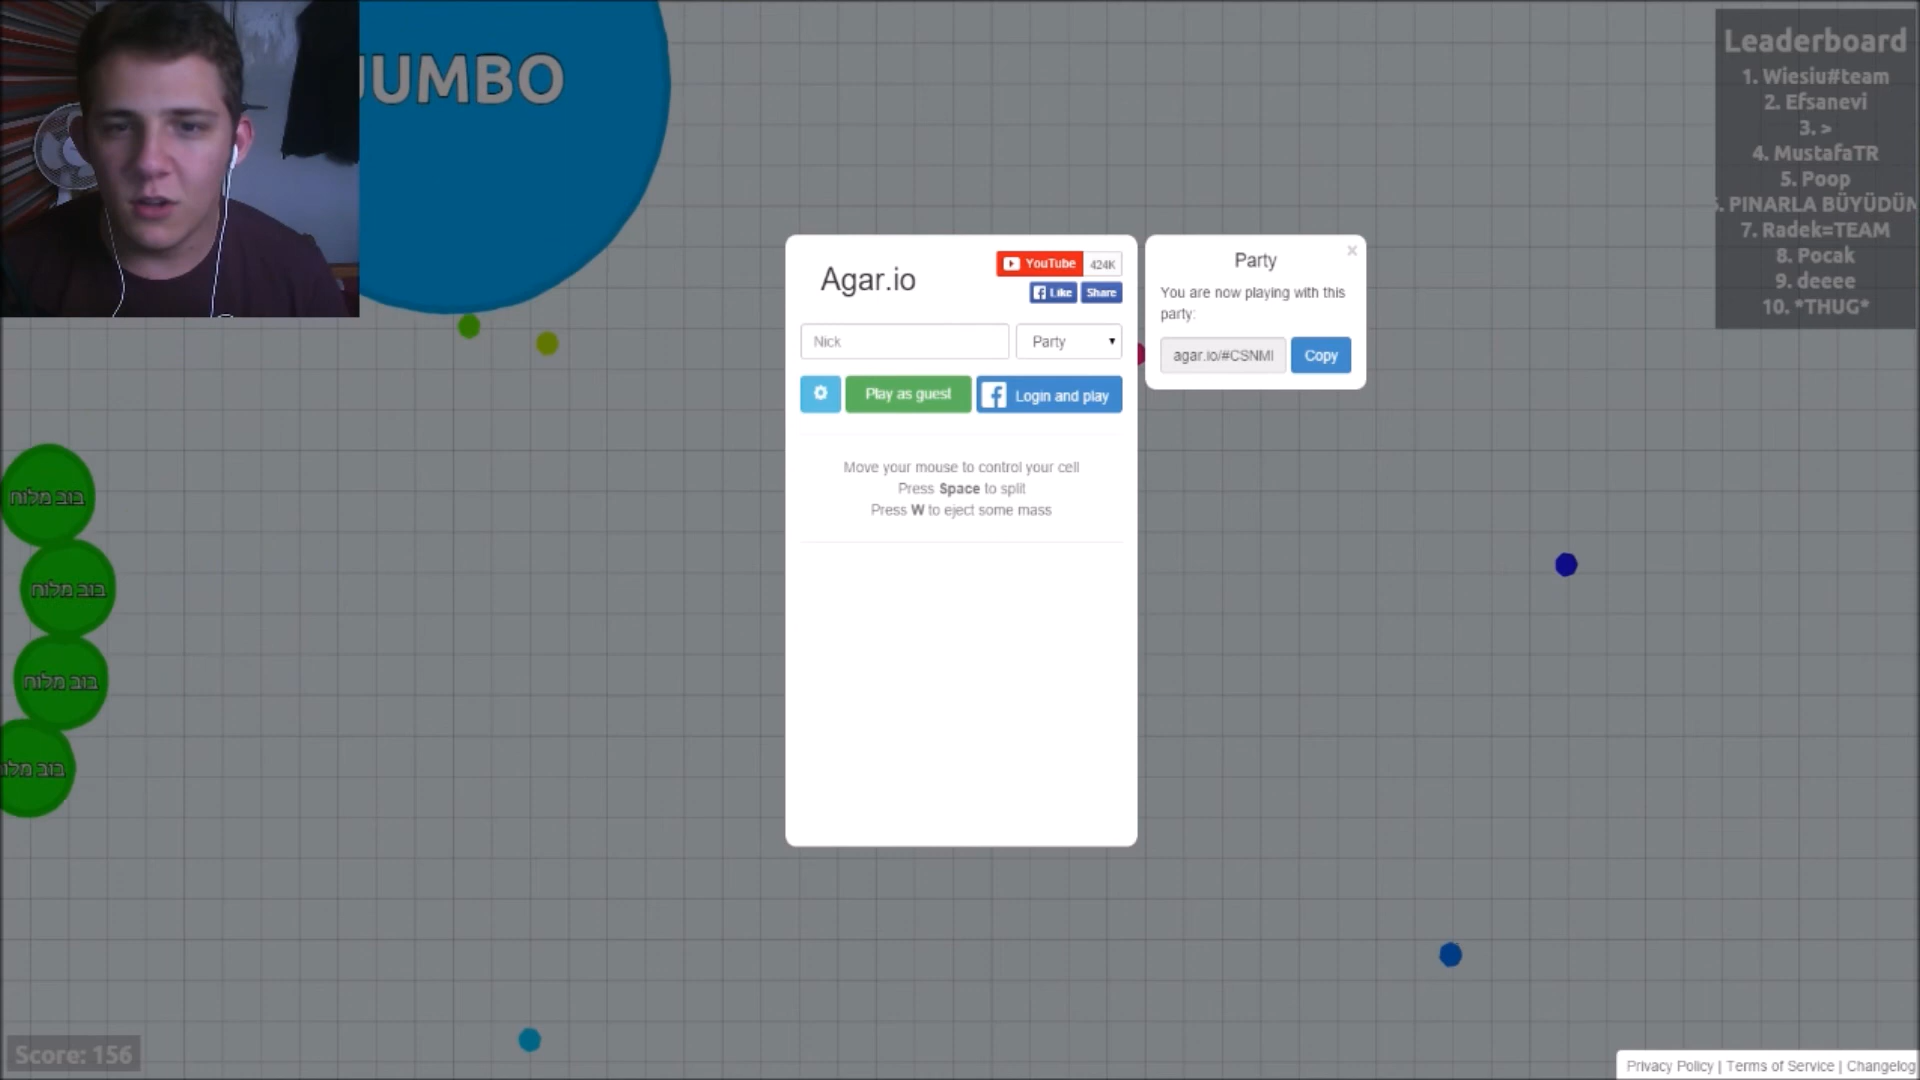 JUMBO
Leaderboard
1. Wiesiu#team
2. Efsanevi
3. >
4. MustafaTR
5. Poop
6. PINARLA BÜYÜDÜM
7. Radek=TEAM
8. Pocak
9. deeee
10. *THUG*
Agar.io
YouTube 424K
Like Share
Nick
Party
Play as guest
Login and play
Move your mouse to control your cell
Press Space to split
Press W to eject some mass
Party
×
You are now playing with this
party:
agar.io/#CSNMI
Copy
בוב מלוח
בוב מלוח
בוב מלוח
בוב מלוח
Score: 156
Privacy Policy | Terms of Service | Changelog